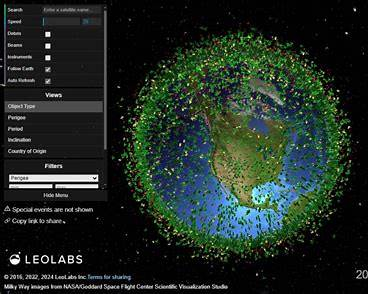 Search Enter a satellite name...
Speed 25
Debris
Beams
Instruments
Follow Earth
Auto Refresh
Views
Object Type
Perigee
Period
Inclination
Country of Origin
Filters
Perigee
Hide Menu
Special events are not shown
Copy link to share
LEOLABS
20
© 2016, 2022, 2024 LeoLabs Inc Terms for sharing
Milky Way images from NASA/Goddard Space Flight Center Scientific Visualization Studio